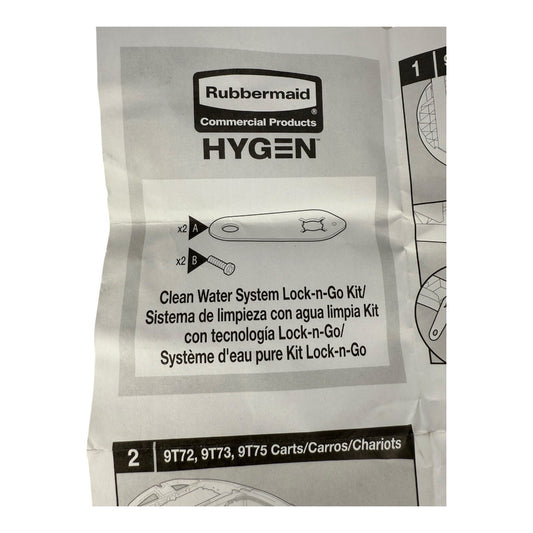 Rubbermaid
®
Commercial Products
HYGEN™
x2 A
x2 B
Clean Water System Lock-n-Go Kit/
Sistema de limpieza con agua limpia Kit
con tecnología Lock-n-Go/
Système d'eau pure Kit Lock-n-Go
1
2 9T72, 9T73, 9T75 Carts/Carros/Chariots